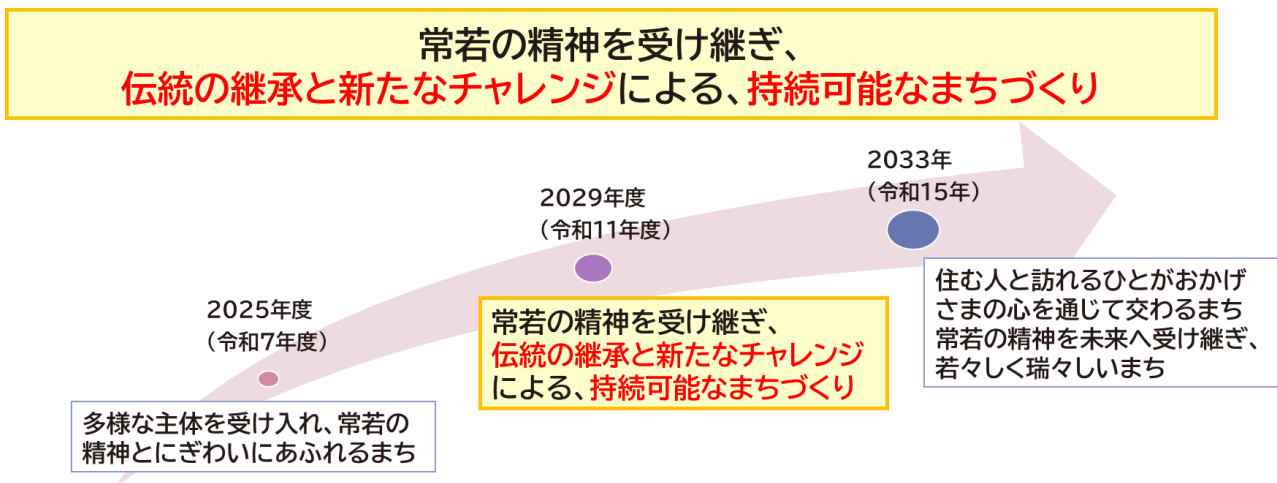 常若の精神を受け継ぎ、
伝統の継承と新たなチャレンジによる、持続可能なまちづくり
2025年度
（令和7年度）
多様な主体を受け入れ、常若の
精神とにぎわいにあふれるまち
2029年度
（令和11年度）
常若の精神を受け継ぎ、
伝統の継承と新たなチャレンジ
による、持続可能なまちづくり
2033年
（令和15年）
住む人と訪れるひとがおかげ
さまの心を通じて交わるまち
常若の精神を未来へ受け継ぎ、
若々しく瑞々しいまち